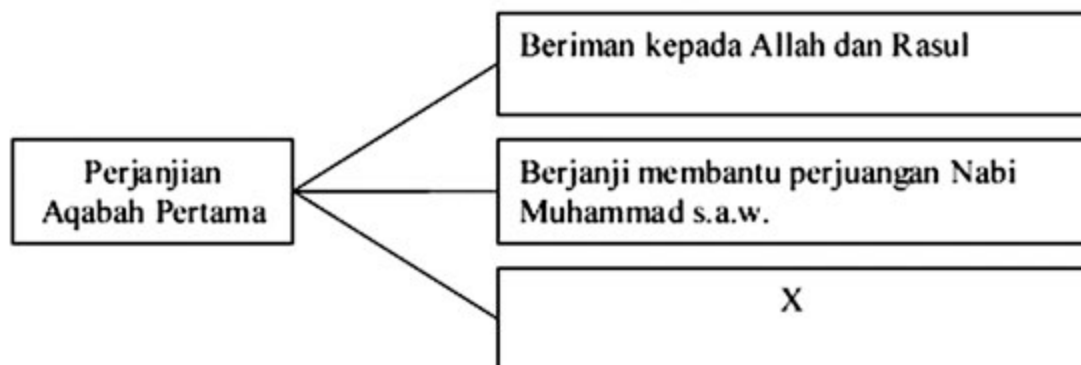 Perjanjian
Aqabah Pertama
Beriman kepada Allah dan Rasul
Berjanji membantu perjuangan Nabi
Muhammad s.a.w.
X